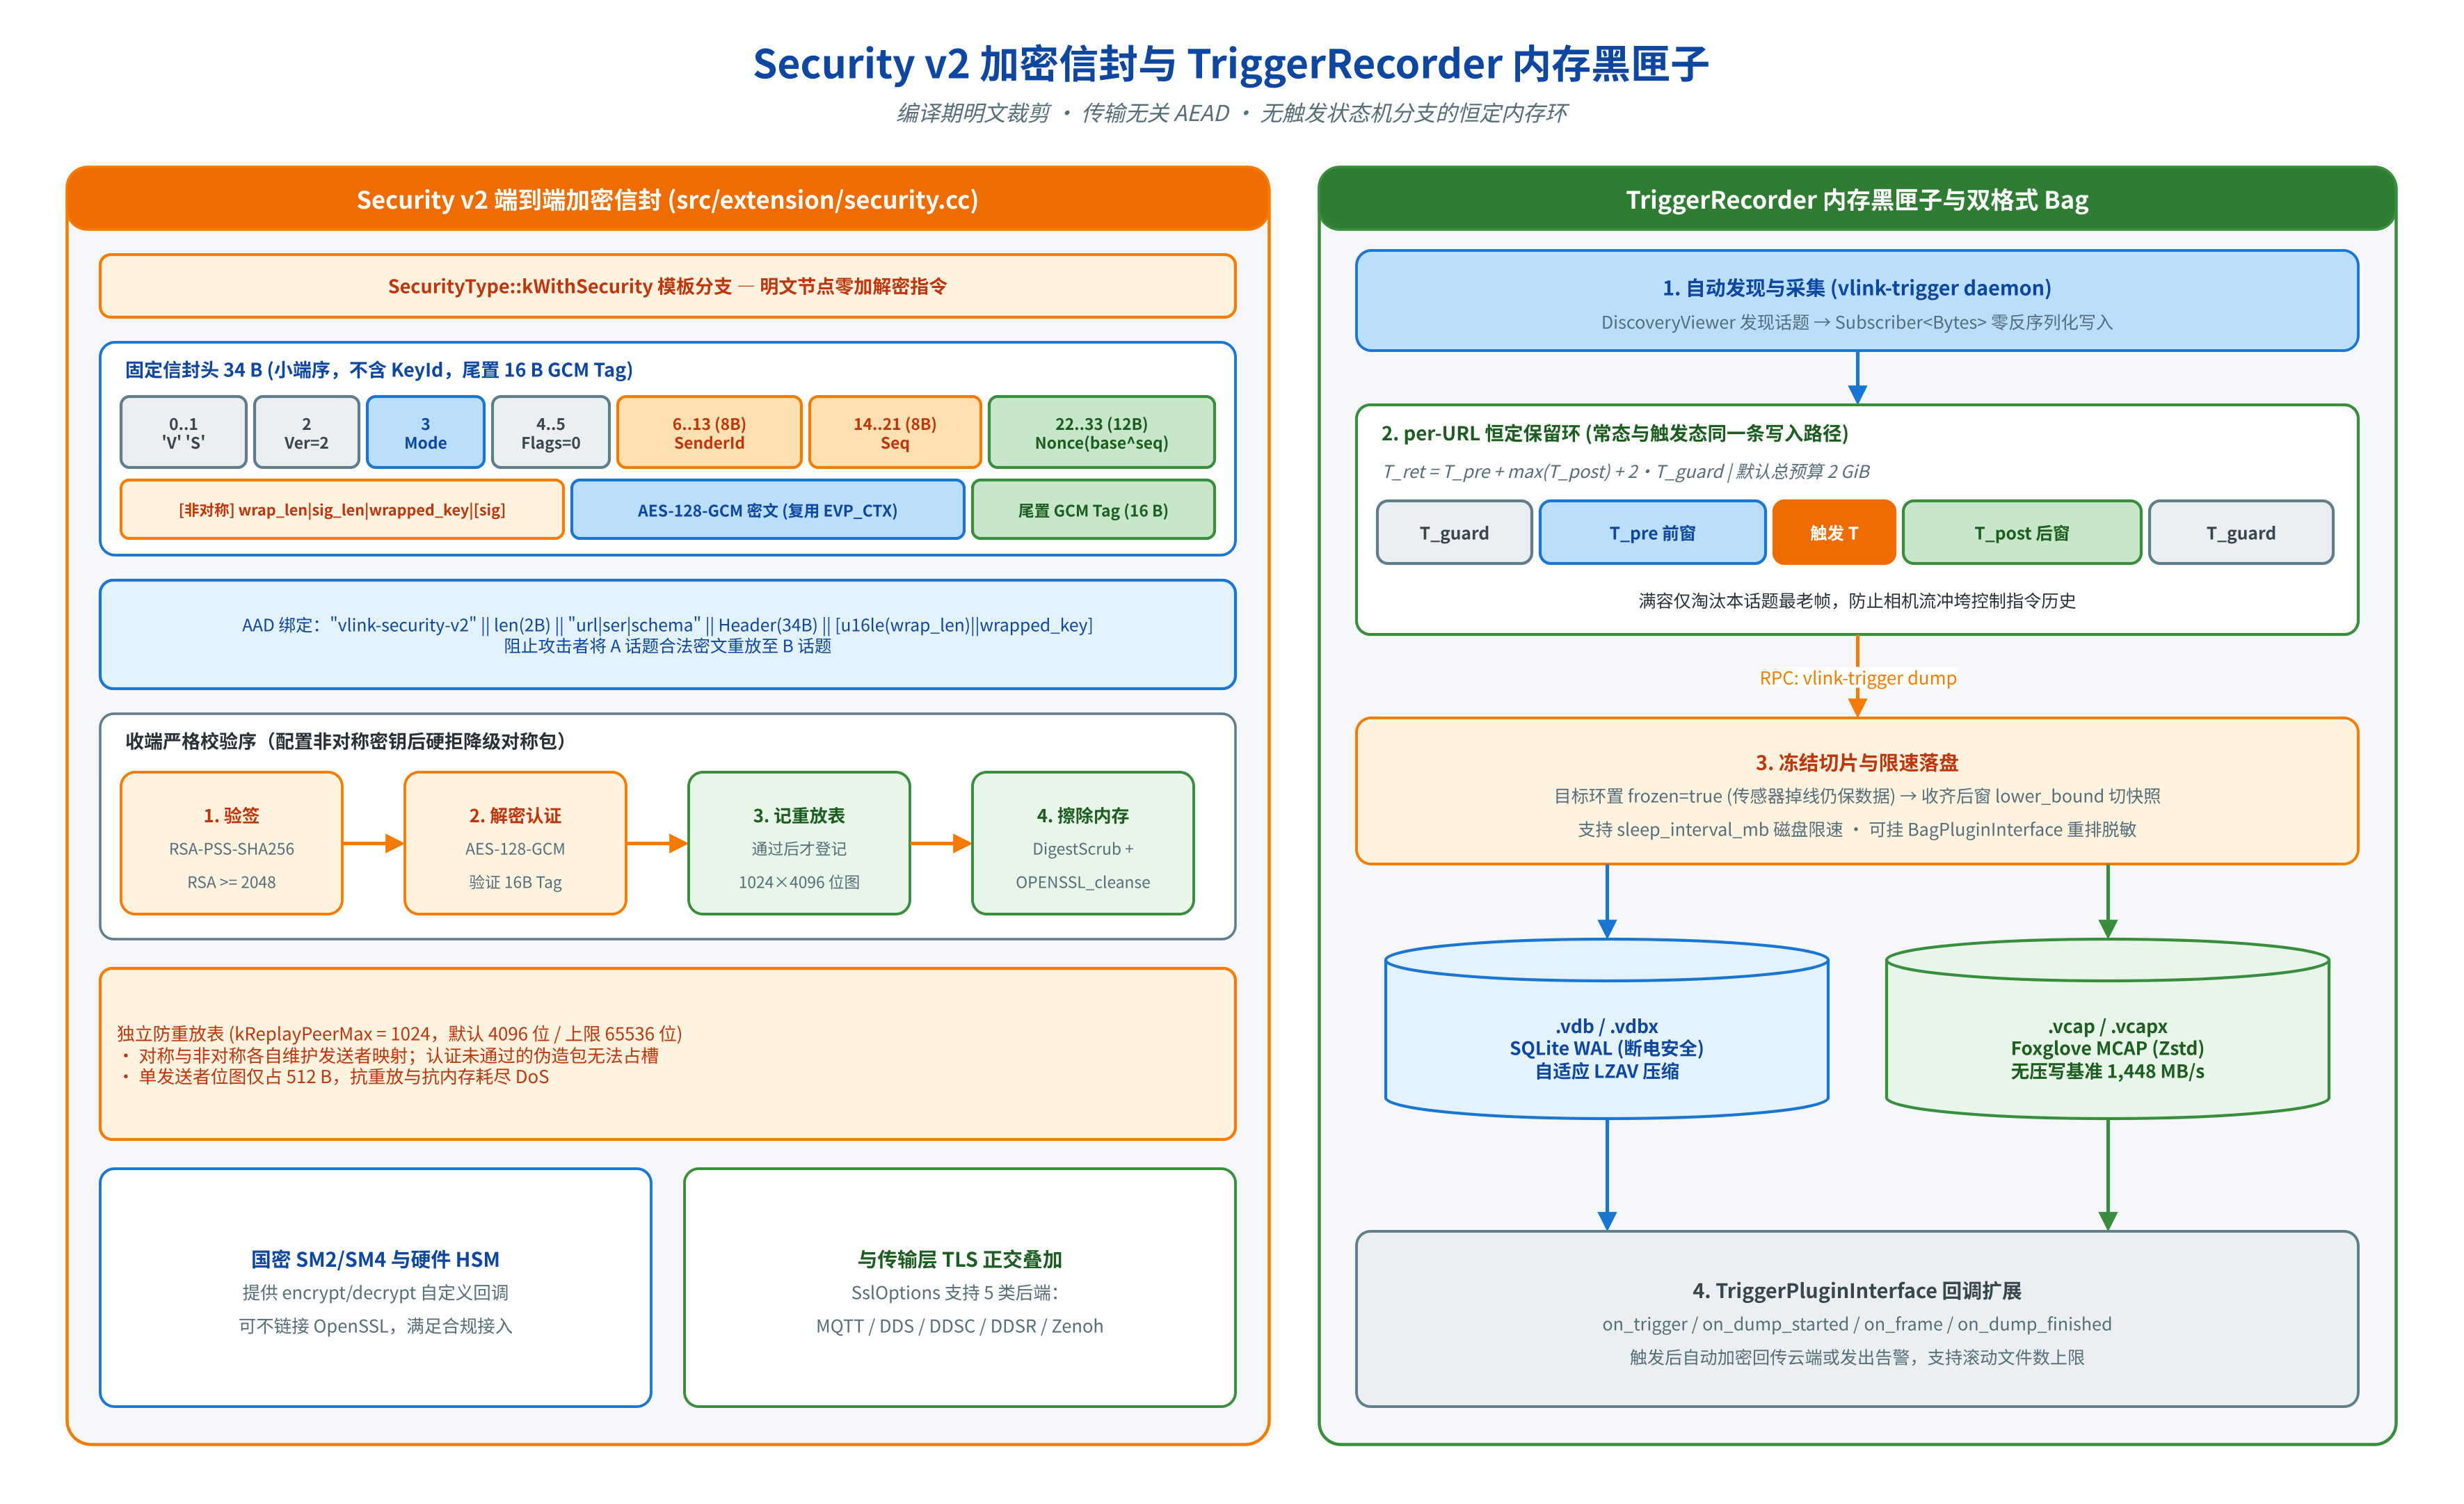 Security v2 加密信封与 TriggerRecorder 内存黑匣子
编译期明文裁剪 • 传输无关 AEAD • 无触发状态机分支的恒定内存环
Security v2 端到端加密信封 (src/extension/security.cc)
SecurityType::kWithSecurity 模板分支 — 明文节点零加解密指令
固定信封头 34 B (小端序，不含 KeyId，尾置 16 B GCM Tag)
0..1
'V' 'S'
2
Ver=2
3
Mode
4..5
Flags=0
6..13 (8B)
SenderId
14..21 (8B)
Seq
22..33 (12B)
Nonce(base^seq)
[非对称] wrap_len|sig_len|wrapped_key|[sig]
AES-128-GCM 密文 (复用 EVP_CTX)
尾置 GCM Tag (16 B)
AAD 绑定："vlink-security-v2" || len(2B) || "url|ser|schema" || Header(34B) || [u16le(wrap_len)||wrapped_key]
阻止攻击者将 A 话题合法密文重放至 B 话题
收端严格校验序（配置非对称密钥后硬拒降级对称包）
1. 验签
RSA-PSS-SHA256
RSA >= 2048
2. 解密认证
AES-128-GCM
验证 16B Tag
3. 记重放表
通过后才登记
1024×4096 位图
4. 擦除内存
DigestScrub +
OPENSSL_cleanse
独立防重放表 (kReplayPeerMax = 1024，默认 4096 位 / 上限 65536 位)
• 对称与非对称各自维护发送者映射；认证未通过的伪造包无法占槽
• 单发送者位图仅占 512 B，抗重放与抗内存耗尽 DoS
国密 SM2/SM4 与硬件 HSM
提供 encrypt/decrypt 自定义回调
可不链接 OpenSSL，满足合规接入
与传输层 TLS 正交叠加
SslOptions 支持 5 类后端：
MQTT / DDS / DDSC / DDSR / Zenoh
TriggerRecorder 内存黑匣子与双格式 Bag
1. 自动发现与采集 (vlink-trigger daemon)
DiscoveryViewer 发现话题 → Subscriber<Bytes> 零反序列化写入
2. per-URL 恒定保留环 (常态与触发态同一条写入路径)
T_ret = T_pre + max(T_post) + 2 • T_guard | 默认总预算 2 GiB
T_guard
T_pre 前窗
触发 T
T_post 后窗
T_guard
满容仅淘汰本话题最老帧，防止相机流冲垮控制指令历史
RPC: vlink-trigger dump
3. 冻结切片与限速落盘
目标环置 frozen=true (传感器掉线仍保数据) → 收齐后窗 lower_bound 切快照
支持 sleep_interval_mb 磁盘限速 • 可挂 BagPluginInterface 重排脱敏
.vdb / .vdbx
SQLite WAL (断电安全)
自适应 LZAV 压缩
.vcap / .vcapx
Foxglove MCAP (Zstd)
无压写基准 1,448 MB/s
4. TriggerPluginInterface 回调扩展
on_trigger / on_dump_started / on_frame / on_dump_finished
触发后自动加密回传云端或发出告警，支持滚动文件数上限